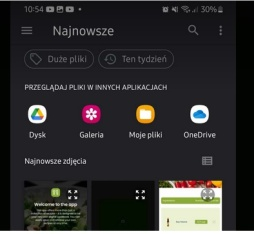 10:54
30%
Najnowsze
Duże pliki
Ten tydzień
PRZEGLĄDAJ PLIKI W INNYCH APLIKACJACH
Dysk
Galeria
Moje pliki
OneDrive
Najnowsze zdjęcia
Welcome to the app